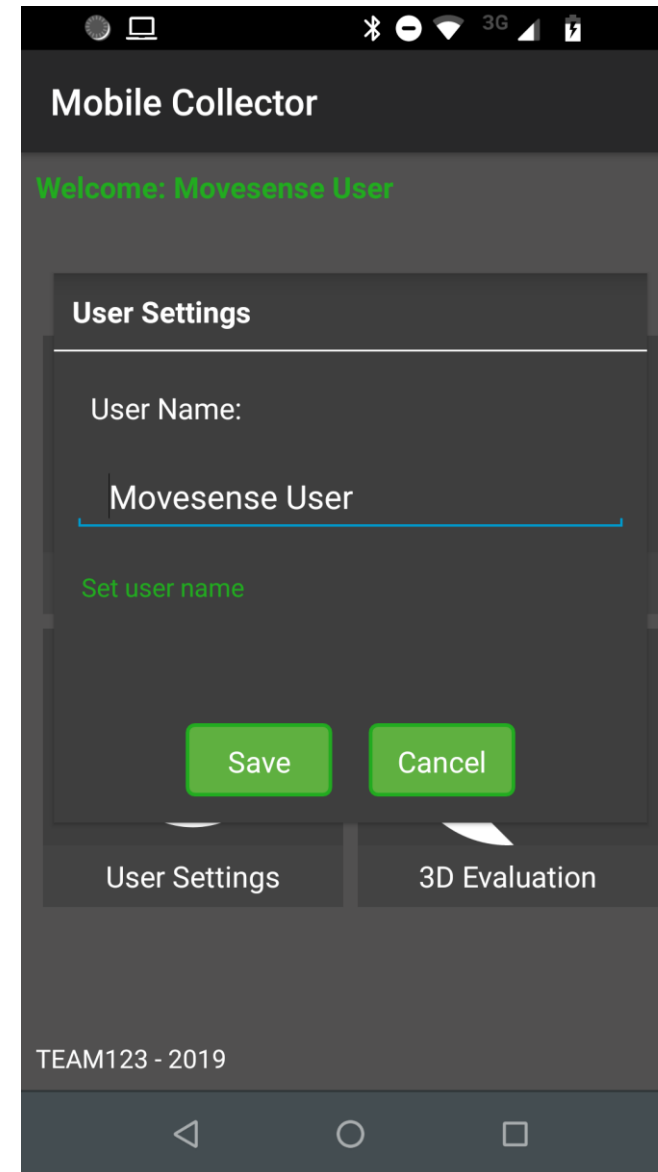 3G
Mobile Collector
Welcome: Movesense User
User Settings
User Name:
Movesense User
Set user name
Save Cancel
User Settings 3D Evaluation
TEAM123 - 2019